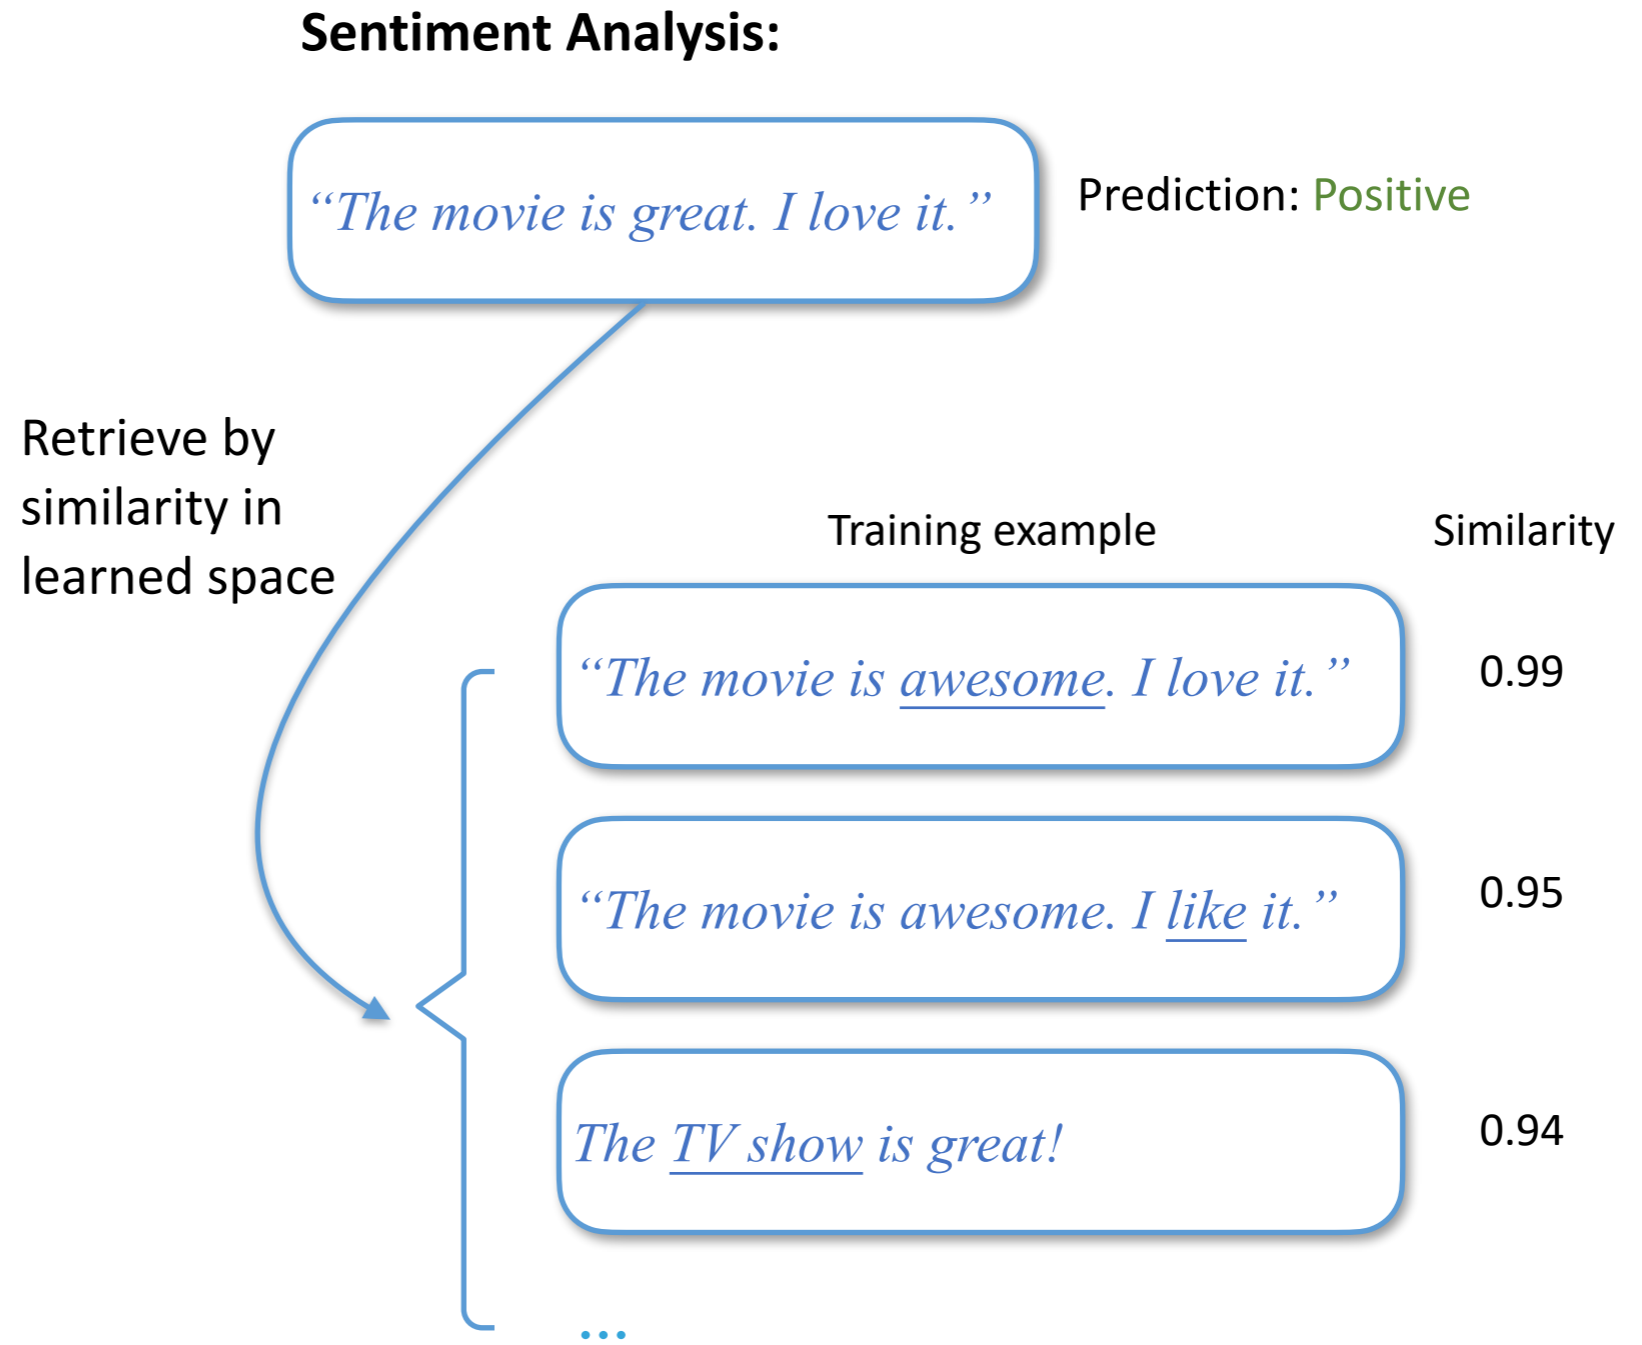 Sentiment Analysis:
“The movie is great. I love it.”
Prediction: Positive
Retrieve by
similarity in
learned space
Training example
Similarity
“The movie is awesome. I love it.”
0.99
“The movie is awesome. I like it.”
0.95
The TV show is great!
0.94
...